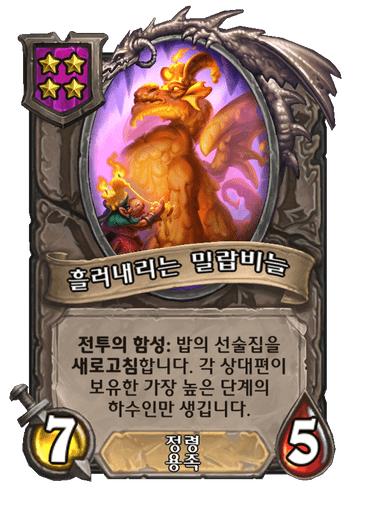 흘러내리는 밀랍비늘
전투의 함성: 밥의 선술집을
새로고침합니다. 각 상대편이
보유한 가장 높은 단계의
하수인만 생깁니다.
7
정령
용족
5